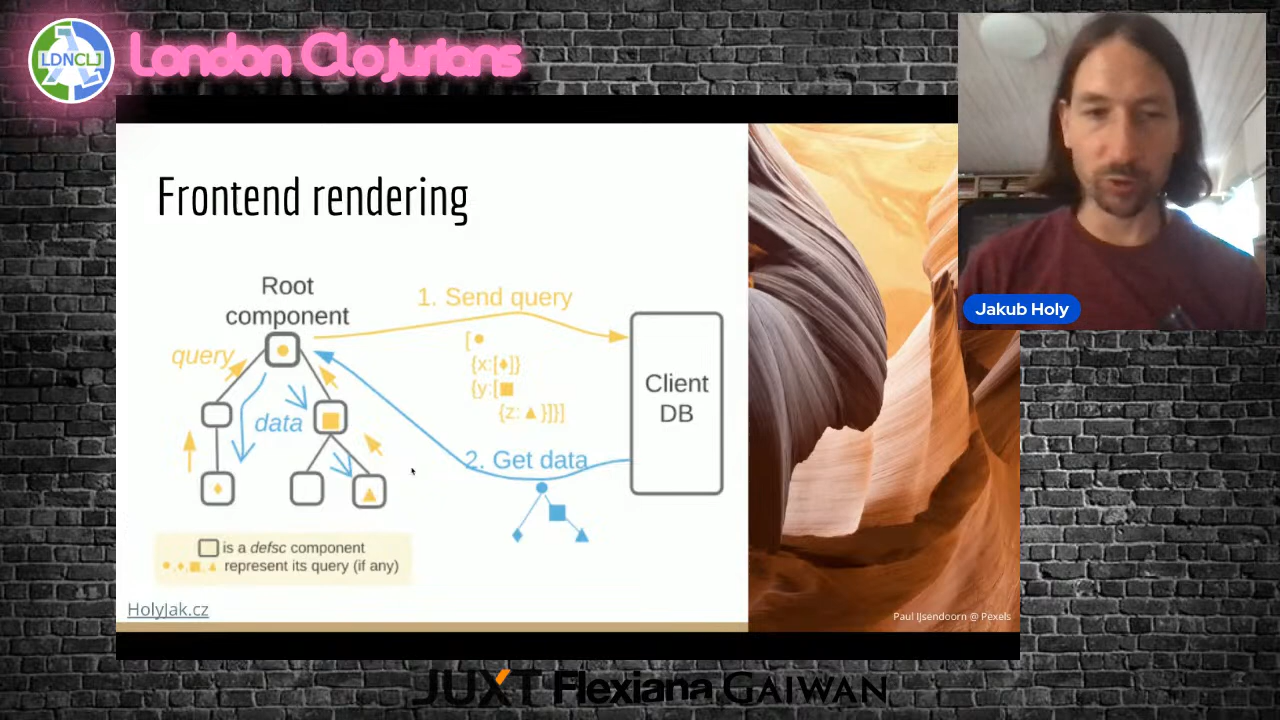 LDNCLJ
London Clojurians
Jakub Holy
Frontend rendering
Root
component
query
data
1. Send query
[●
{x:[♦]}
{y:[■
{z: ▲}]}]
Client
DB
2. Get data
is a defsc component
represent its query (if any)
HolyJak.cz
Paul IJsendoorn @ Pexels
JUXT Flexiana GAIWAN